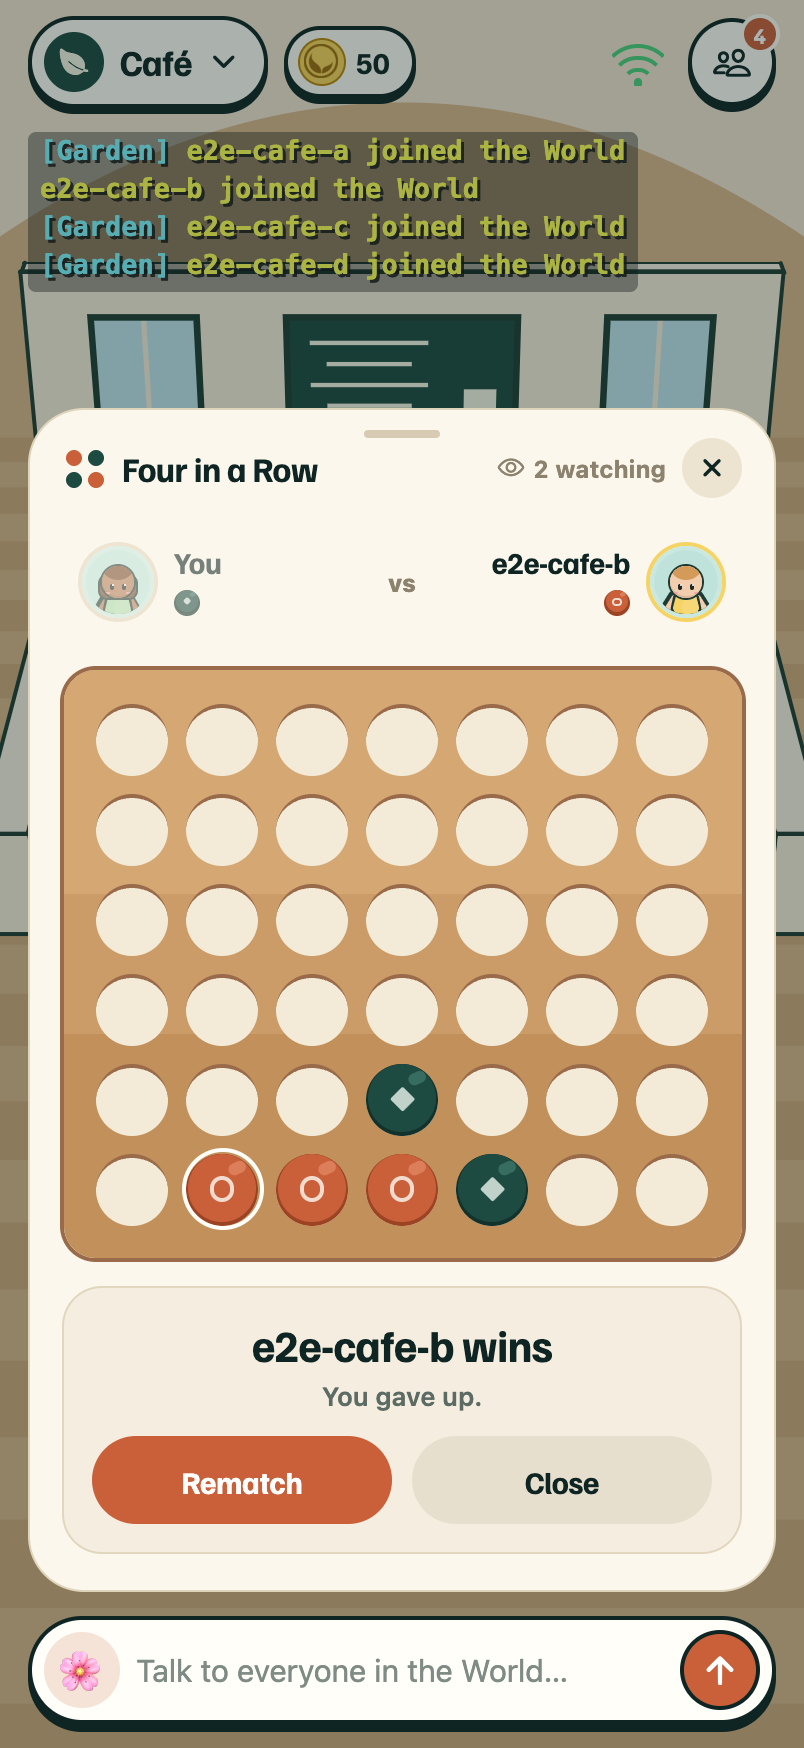 Café
50
4
[Garden] e2e-cafe-a joined the World
e2e-cafe-b joined the World
[Garden] e2e-cafe-c joined the World
[Garden] e2e-cafe-d joined the World
Four in a Row
2 watching
You
vs
e2e-cafe-b
e2e-cafe-b wins
You gave up.
Rematch
Close
Talk to everyone in the World...